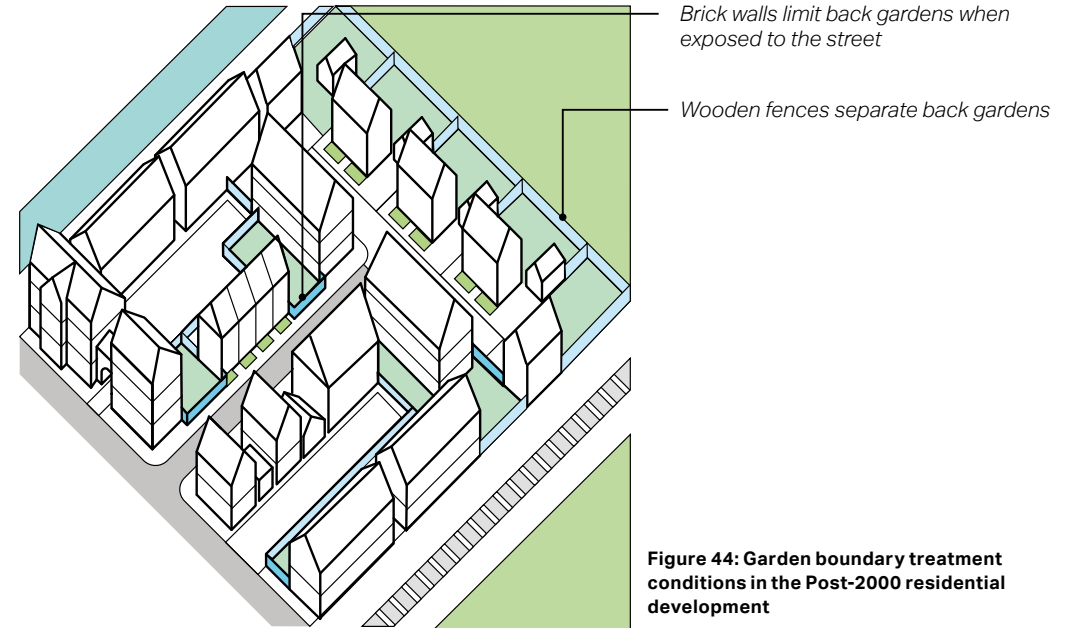 Brick walls limit back gardens when
exposed to the street
Wooden fences separate back gardens
Figure 44: Garden boundary treatment
conditions in the Post-2000 residential
development